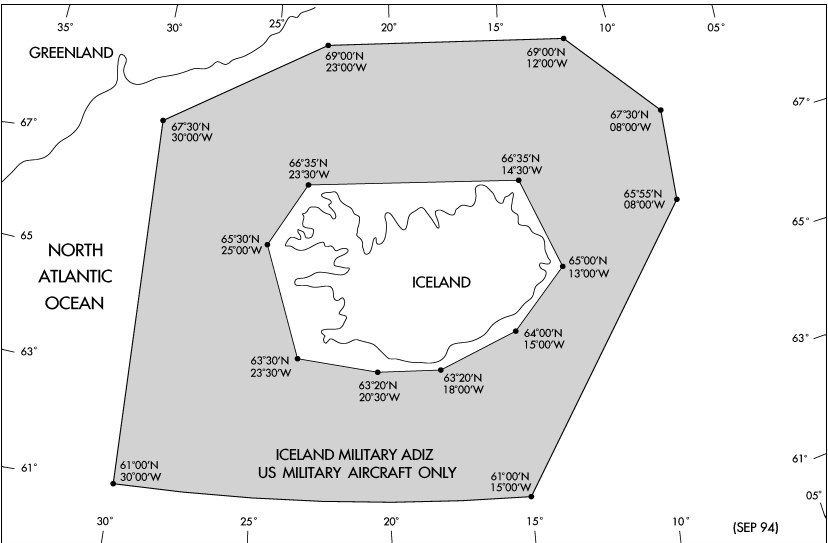 35° 30° 25° 20° 15° 10° 05°
GREENLAND
69°00'N
23°00'W
69°00'N
12°00'W
67° 67°
67°30'N
30°00'W
67°30'N
08°00'W
66°35'N
23°30'W
66°35'N
14°30'W
65°55'N
08°00'W
65 65°
65°30'N
25°00'W
NORTH
ATLANTIC
OCEAN
65°00'N
13°00'W
ICELAND
64°00'N
15°00'W
63° 63°
63°30'N
23°30'W
63°20'N
20°30'W
63°20'N
18°00'W
ICELAND MILITARY ADIZ
US MILITARY AIRCRAFT ONLY
61° 61°
61°00'N
30°00'W
61°00'N
15°00'W
05°
30° 25° 20° 15° 10°
(SEP 94)